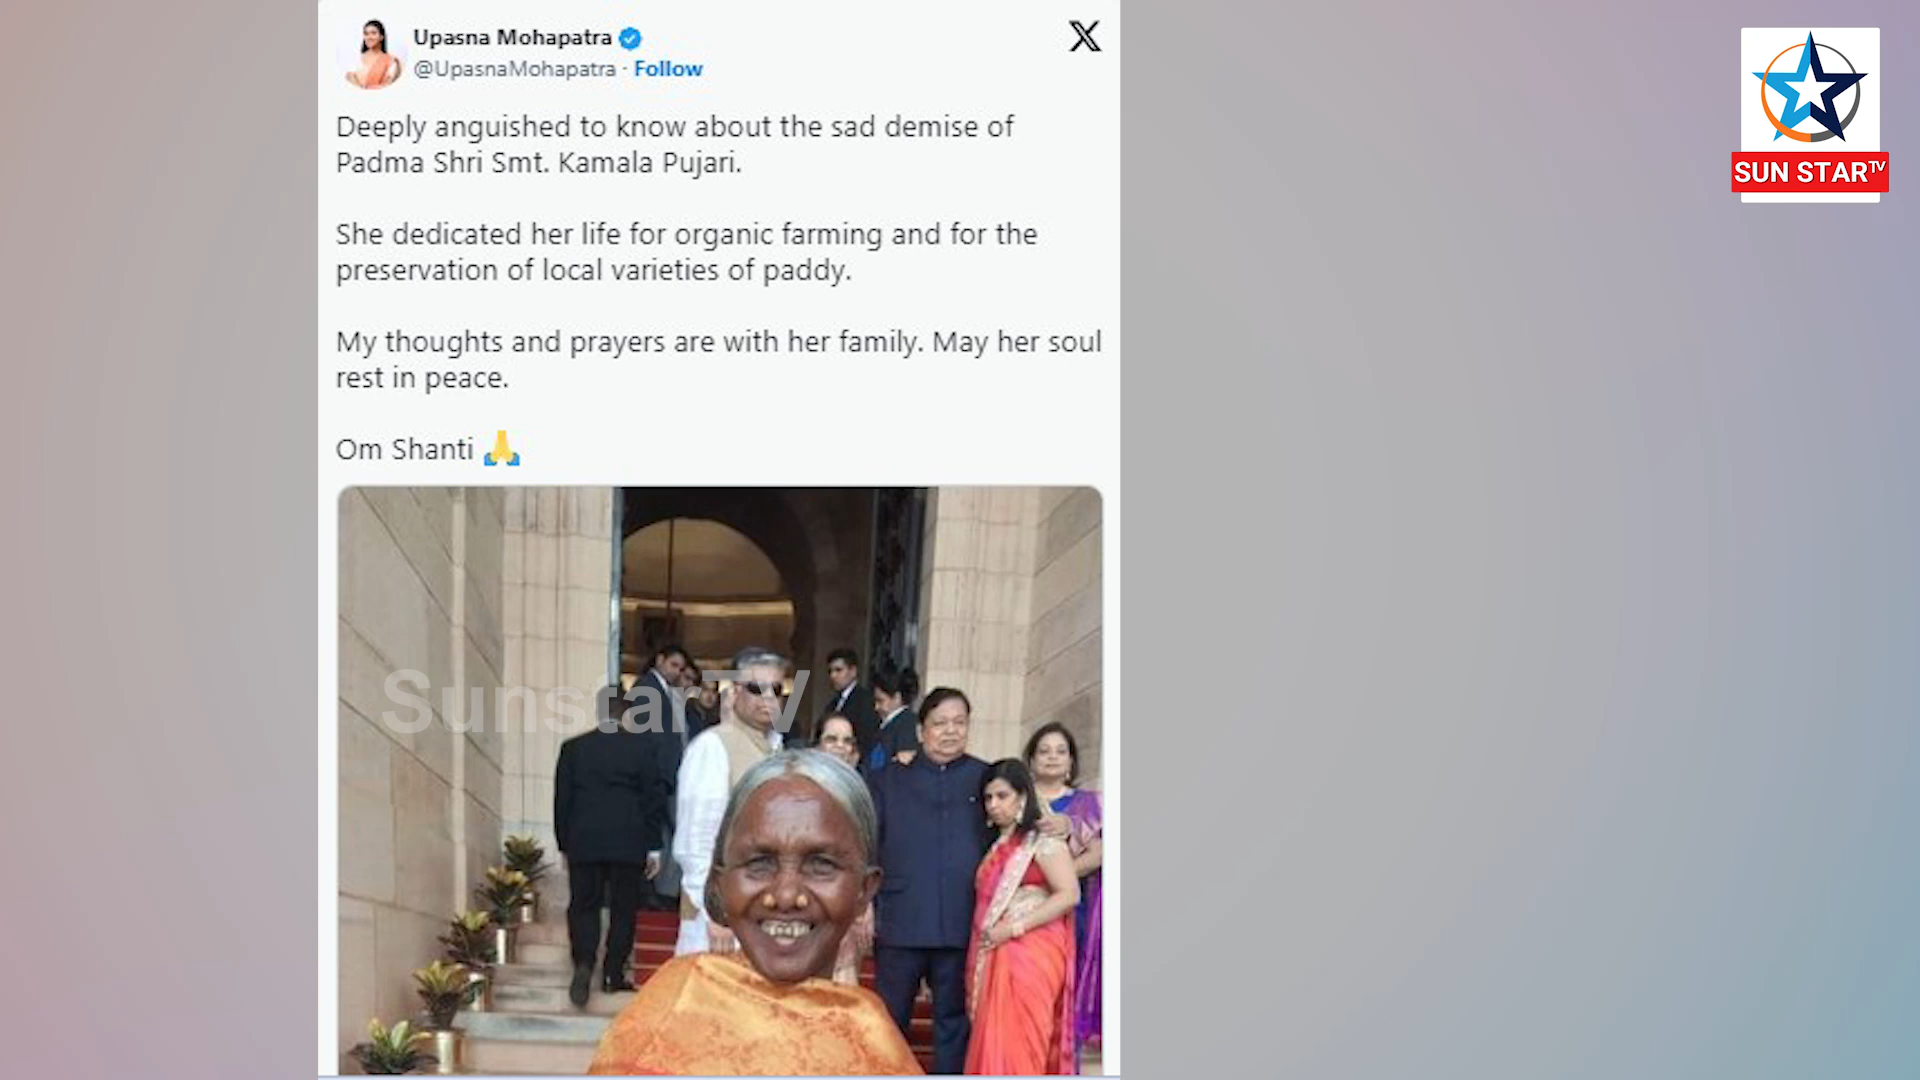 Upasna Mohapatra
@UpasnaMohapatra · Follow
Deeply anguished to know about the sad demise of
Padma Shri Smt. Kamala Pujari.
She dedicated her life for organic farming and for the
preservation of local varieties of paddy.
My thoughts and prayers are with her family. May her soul
rest in peace.
Om Shanti 🙏
SunstarTV
SUN STAR TV